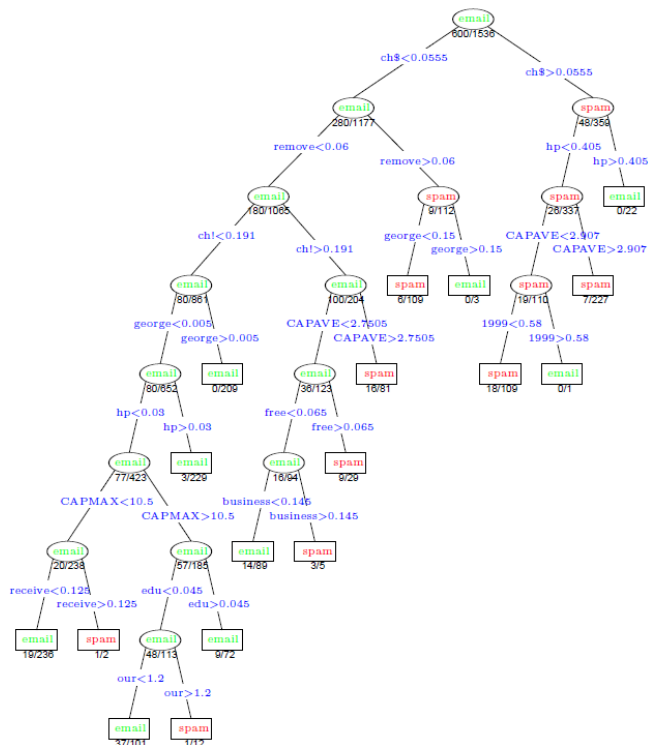 email
600/1536
ch$<0.0555
ch$>0.0555
email
280/1177
spam
48/359
remove<0.06
remove>0.06
hp<0.405
hp>0.405
email
180/1065
spam
9/112
spam
26/337
email
0/22
ch!<0.191
ch!>0.191
george<0.15
george>0.15
CAPAVE<2.907
CAPAVE>2.907
email
80/861
email
100/204
spam
6/109
email
0/3
spam
19/110
spam
7/227
george<0.005
george>0.005
CAPAVE<2.7505
CAPAVE>2.7505
1999<0.58
1999>0.58
email
80/652
email
0/209
email
36/123
spam
16/81
spam
18/109
email
0/1
hp<0.03
hp>0.03
free<0.065
free>0.065
email
77/423
email
3/229
email
16/94
spam
9/29
CAPMAX<10.5
CAPMAX>10.5
business<0.145
business>0.145
email
20/238
email
57/185
email
14/89
spam
3/5
receive<0.125
receive>0.125
edu<0.045
edu>0.045
email
19/236
spam
1/2
email
48/113
email
9/72
our<1.2
our>1.2
email
37/101
spam
1/12